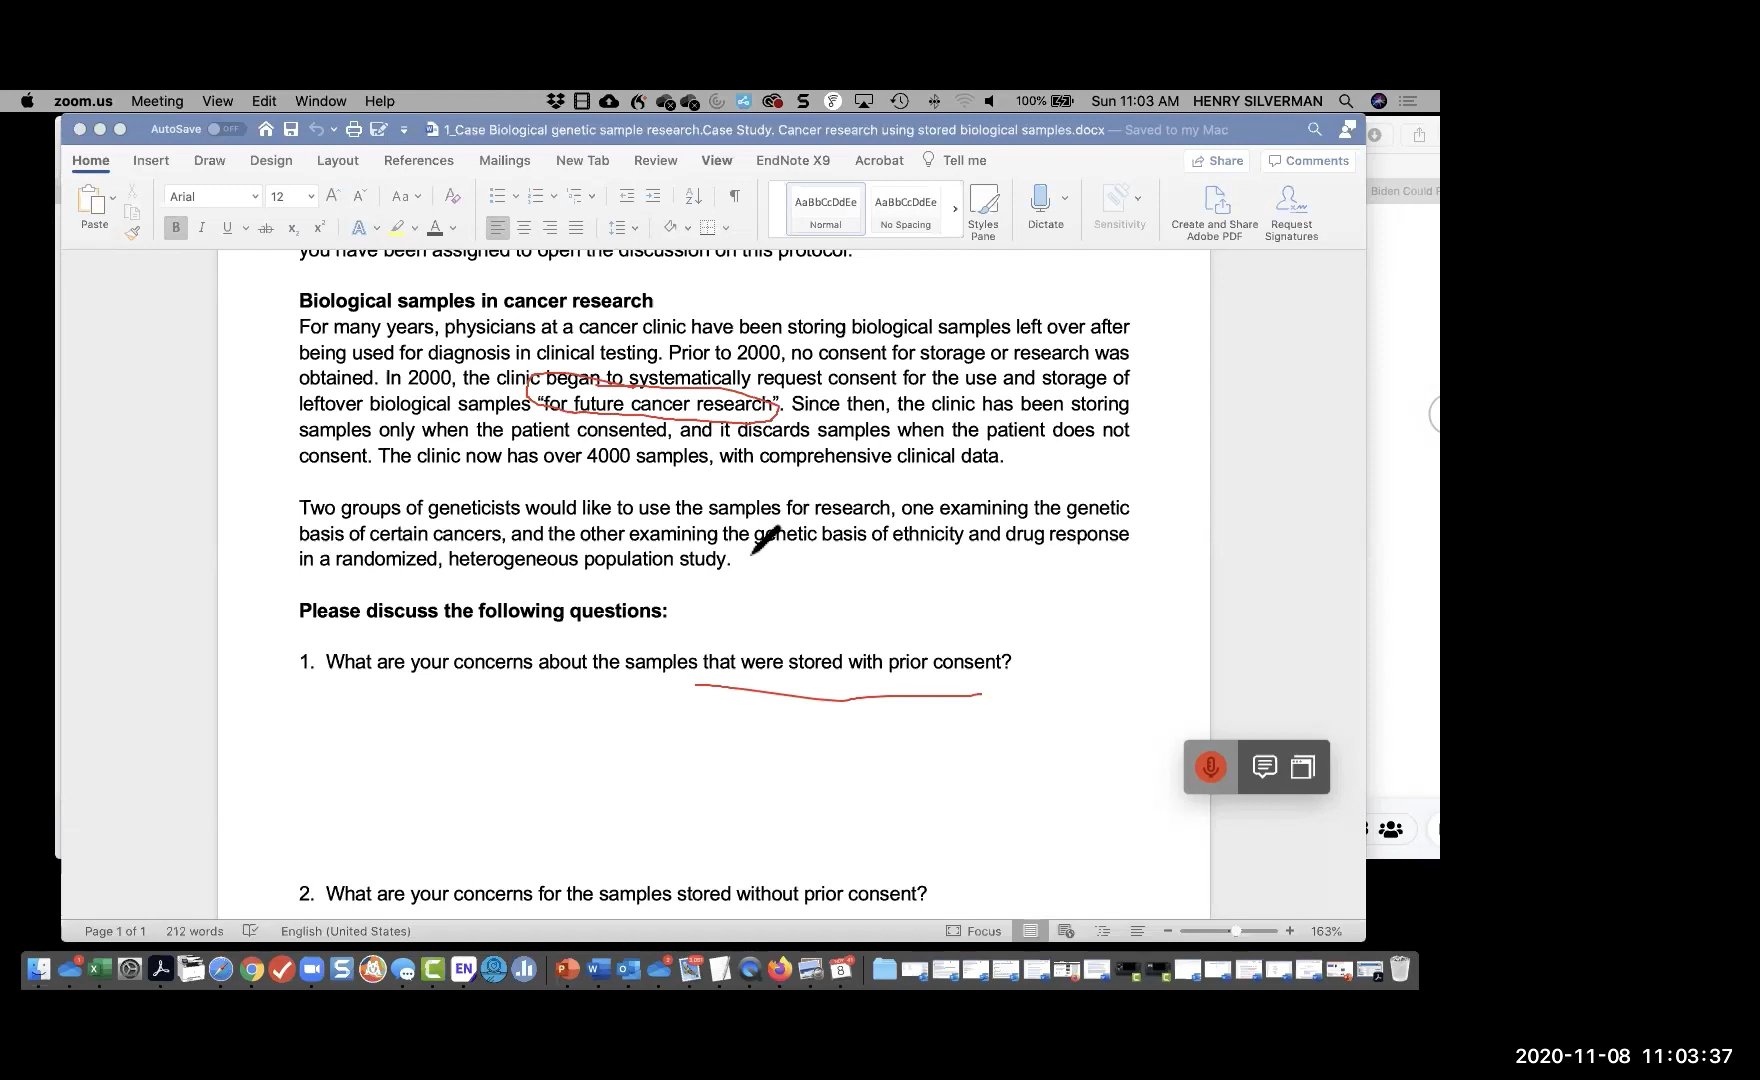 zoom.us Meeting View Edit Window Help 100% Sun 11:03 AM HENRY SILVERMAN
AutoSave OFF 1_Case Biological genetic sample research.Case Study. Cancer research using stored biological samples.docx — Saved to my Mac
Home Insert Draw Design Layout References Mailings New Tab Review View EndNote X9 Acrobat Tell me Share Comments
Biden Could
Arial 12 Aa
AaBbCcDdEe AaBbCcDdEe
Paste Normal No Spacing Styles Pane Dictate Sensitivity Create and Share Adobe PDF Request Signatures
you have been assigned to open the discussion on this protocol.
Biological samples in cancer research
For many years, physicians at a cancer clinic have been storing biological samples left over after
being used for diagnosis in clinical testing. Prior to 2000, no consent for storage or research was
obtained. In 2000, the clinic began to systematically request consent for the use and storage of
leftover biological samples “for future cancer research”. Since then, the clinic has been storing
samples only when the patient consented, and it discards samples when the patient does not
consent. The clinic now has over 4000 samples, with comprehensive clinical data.
Two groups of geneticists would like to use the samples for research, one examining the genetic
basis of certain cancers, and the other examining the genetic basis of ethnicity and drug response
in a randomized, heterogeneous population study.
Please discuss the following questions:
1. What are your concerns about the samples that were stored with prior consent?
2. What are your concerns for the samples stored without prior consent?
Page 1 of 1 212 words English (United States) Focus 163%
EN 8
2020-11-08 11:03:37